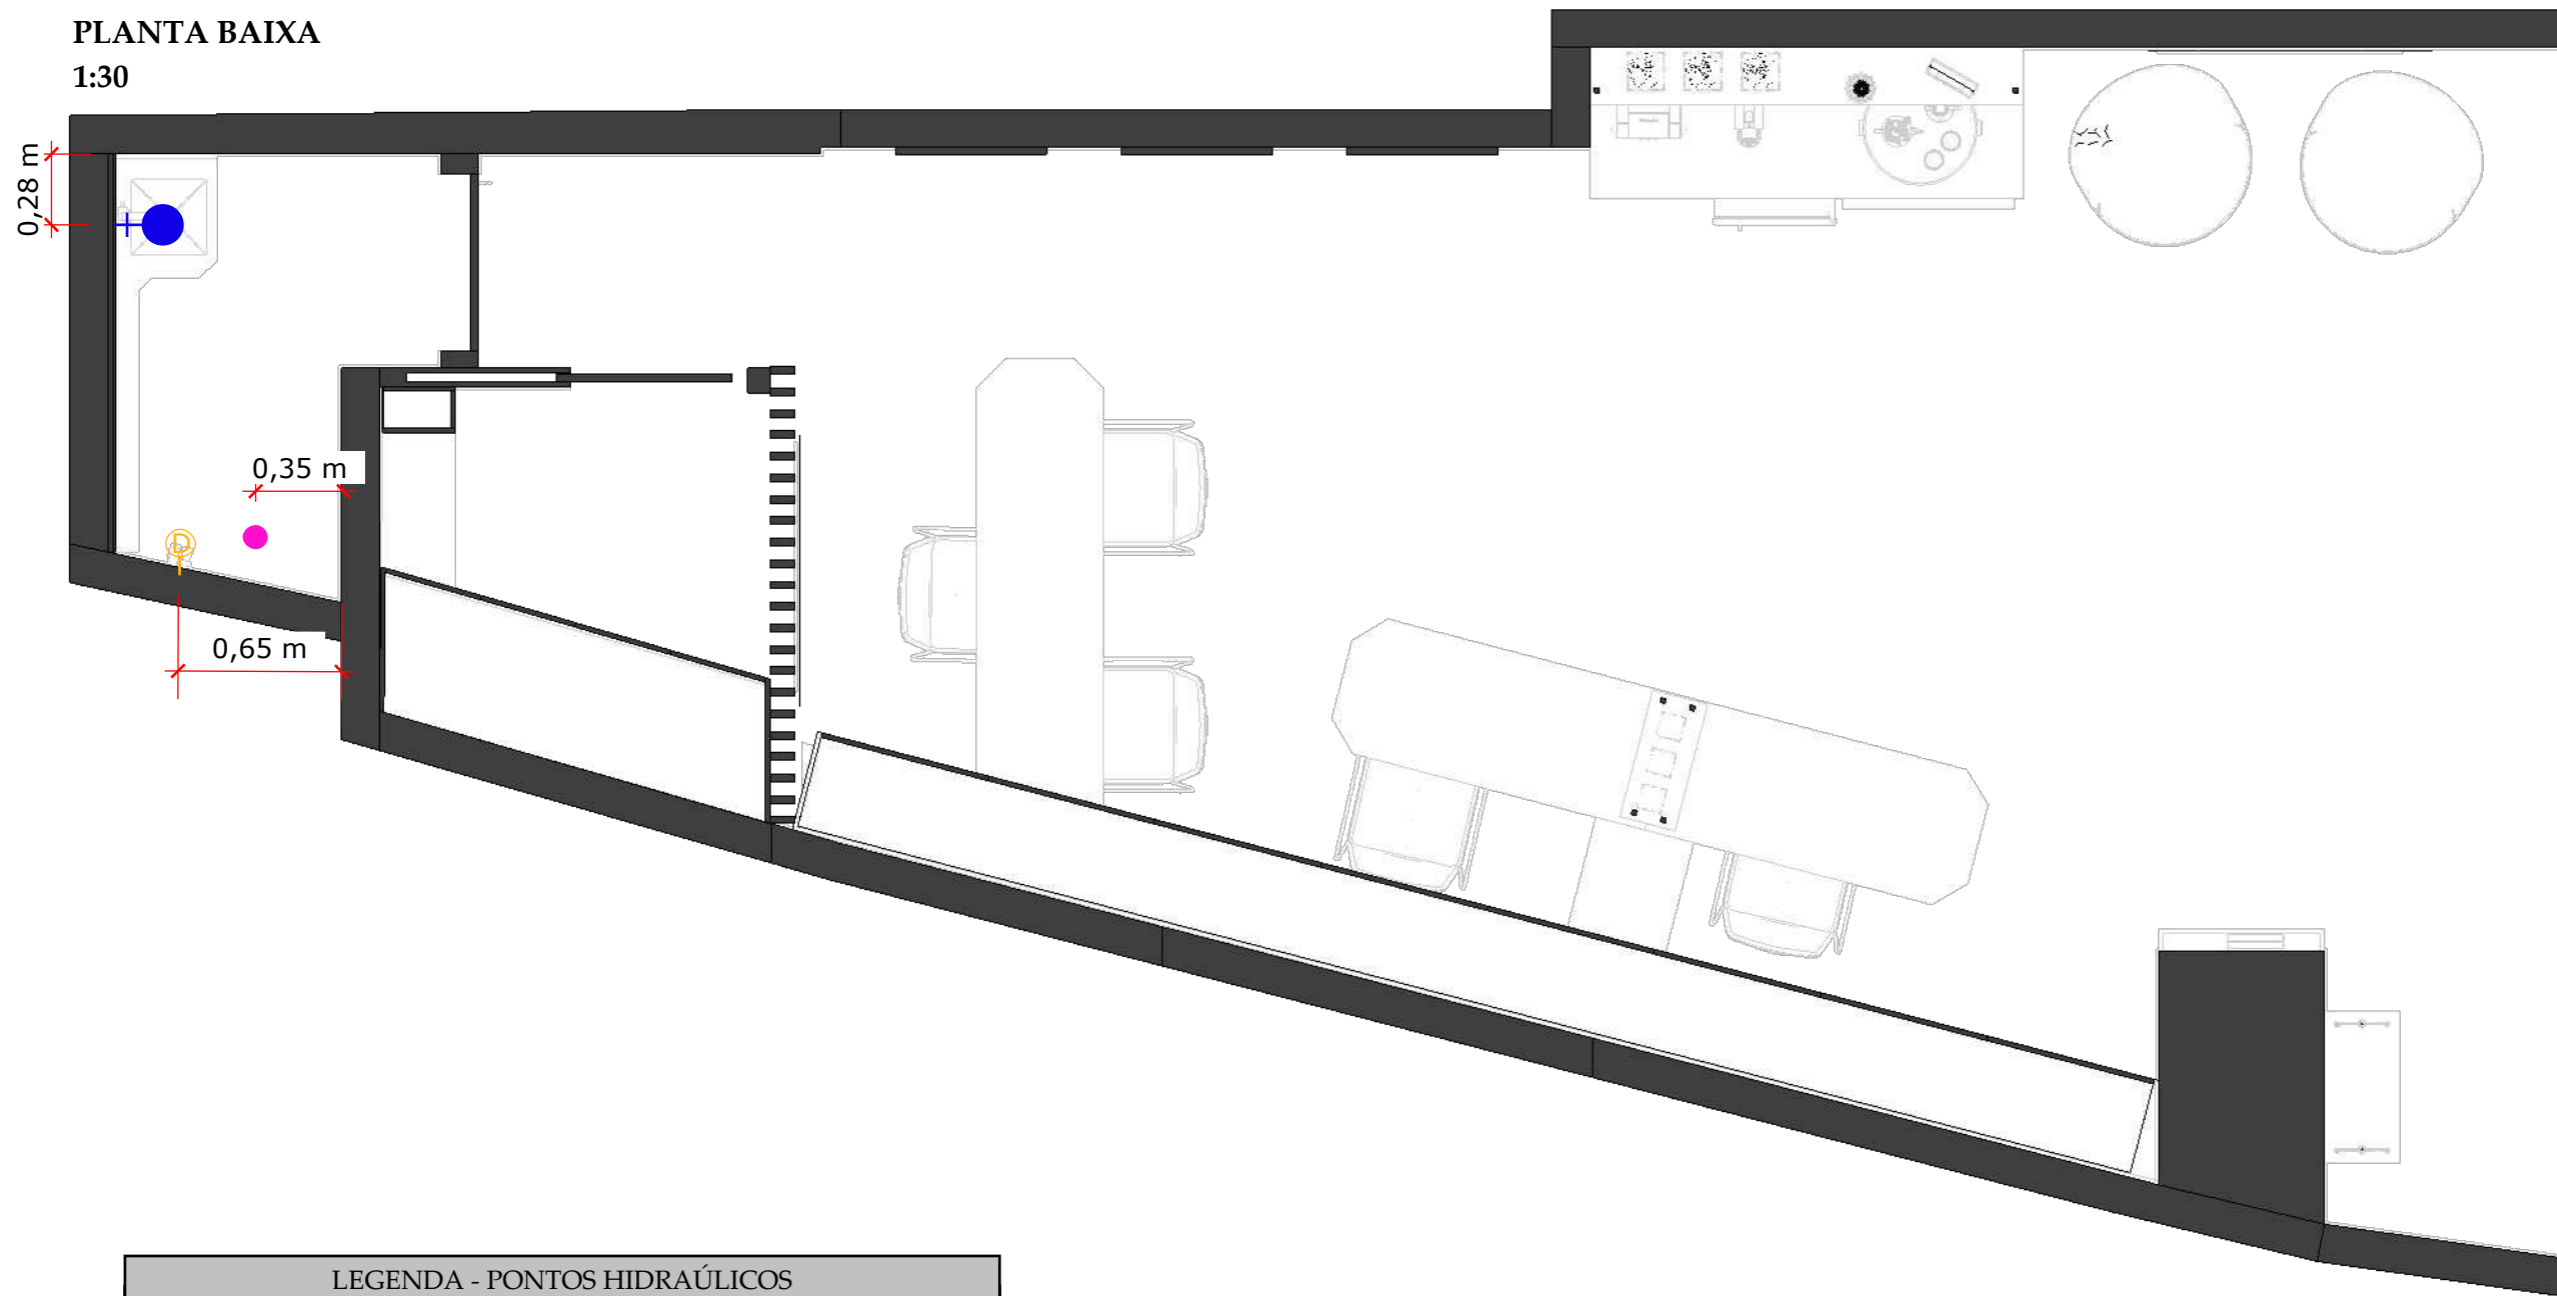 PLANTA BAIXA
1:30
0,28 m
0,35 m
D
0,65 m
LEGENDA - PONTOS HIDRAÚLICOS